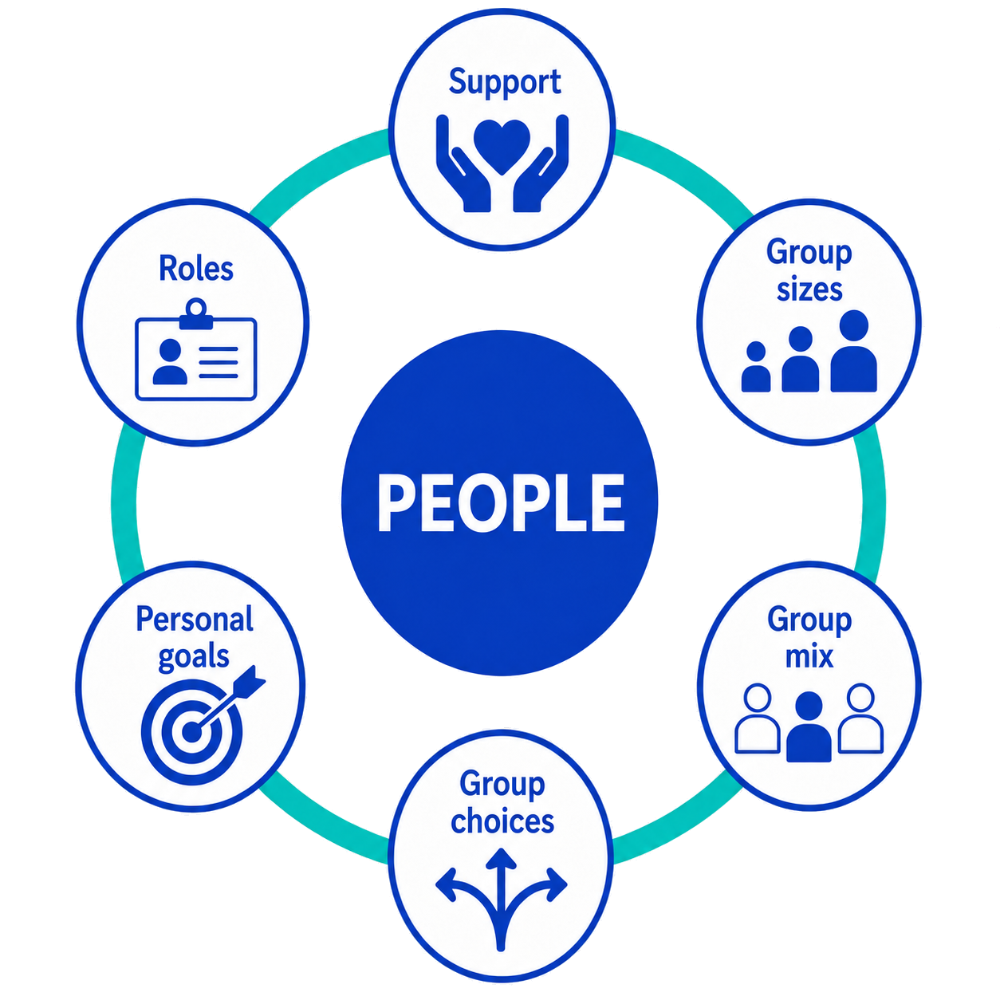 Support
Group
sizes
Group
mix
Group
choices
Personal
goals
Roles
PEOPLE